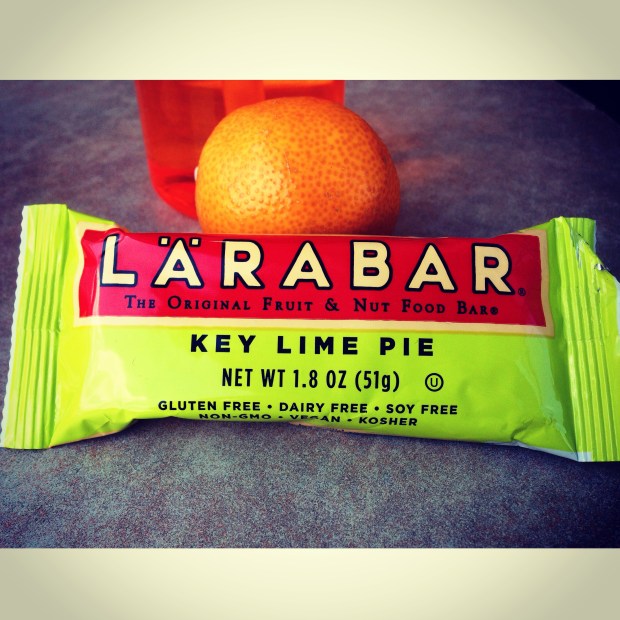 LÄRABAR®
THE ORIGINAL FRUIT & NUT FOOD BAR®
KEY LIME PIE
NET WT 1.8 OZ (51g) Ⓤ
GLUTEN FREE • DAIRY FREE • SOY FREE
NON-GMO • VEGAN • KOSHER